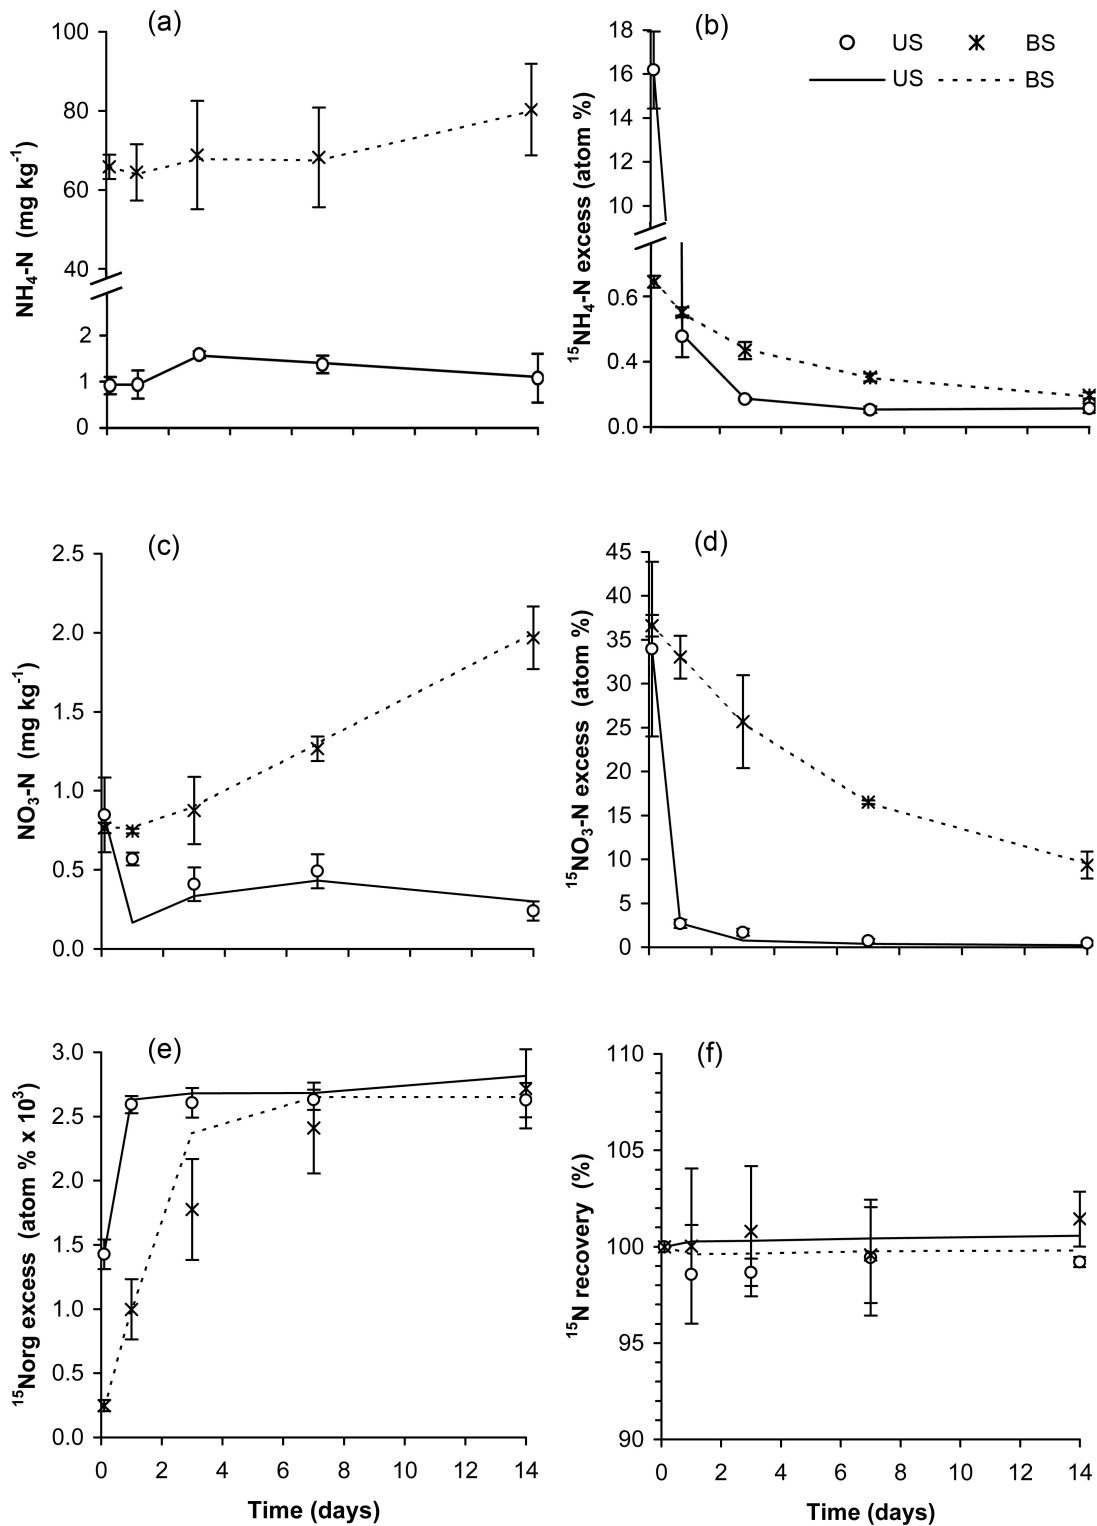 (a)
100
80
60
40
2
1
0
NH4-N (mg kg-1)
(b)
US BS
US BS
18
16
14
12
10
0.6
0.4
0.0
15NH4-N excess (atom %)
(c)
2.5
2.0
1.5
1.0
0.5
0.0
NO3-N (mg kg-1)
(d)
45
40
35
30
25
20
15
10
5
0
15NO3-N excess (atom %)
(e)
3.0
2.5
2.0
1.5
1.0
0.5
0.0
15Norg excess (atom % x 103)
0 2 4 6 8 10 12 14
Time (days)
(f)
110
105
100
95
90
15N recovery (%)
0 2 4 6 8 10 12 14
Time (days)